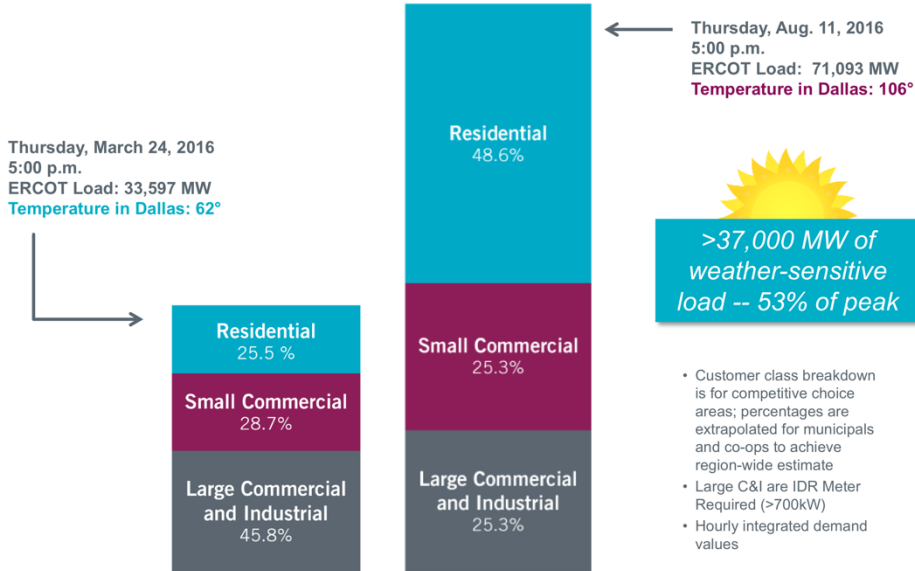 Thursday, March 24, 2016
5:00 p.m.
ERCOT Load: 33,597 MW
Temperature in Dallas: 62°
Residential
25.5 %
Small Commercial
28.7%
Large Commercial
and Industrial
45.8%
Residential
48.6%
Small Commercial
25.3%
Large Commercial
and Industrial
25.3%
Thursday, Aug. 11, 2016
5:00 p.m.
ERCOT Load:  71,093 MW
Temperature in Dallas: 106°
>37,000 MW of
weather-sensitive
load -- 53% of peak
• Customer class breakdown
is for competitive choice
areas; percentages are
extrapolated for municipals
and co-ops to achieve
region-wide estimate
• Large C&I are IDR Meter
Required (>700kW)
• Hourly integrated demand
values